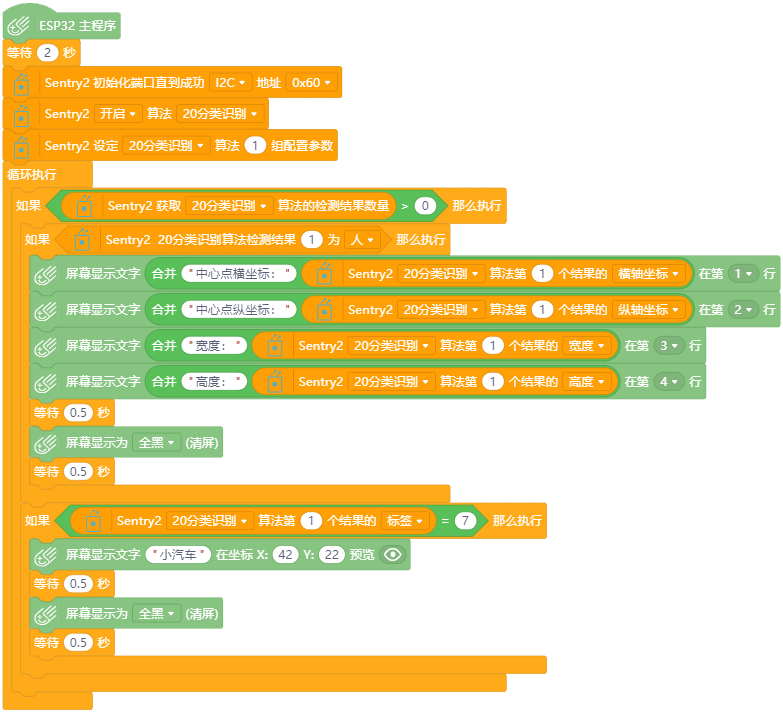 ESP32 主程序
等待 2 秒
Sentry2 初始化端口直到成功 I2C 地址 0x60
Sentry2 开启 算法 20分类识别
Sentry2 设定 20分类识别 算法 1 组配置参数
循环执行
如果 Sentry2 获取 20分类识别 算法的检测结果数量 > 0 那么执行
如果 Sentry2 20分类识别算法检测结果 1 为 人 那么执行
屏幕显示文字 合并 "中心点横坐标：" Sentry2 20分类识别 算法第 1 个结果的 横轴坐标 在第 1 行
屏幕显示文字 合并 "中心点纵坐标：" Sentry2 20分类识别 算法第 1 个结果的 纵轴坐标 在第 2 行
屏幕显示文字 合并 "宽度：" Sentry2 20分类识别 算法第 1 个结果的 宽度 在第 3 行
屏幕显示文字 合并 "高度：" Sentry2 20分类识别 算法第 1 个结果的 高度 在第 4 行
等待 0.5 秒
屏幕显示为 全黑 (清屏)
等待 0.5 秒
如果 Sentry2 20分类识别 算法第 1 个结果的 标签 = 7 那么执行
屏幕显示文字 "小汽车" 在坐标 X: 42 Y: 22 预览
等待 0.5 秒
屏幕显示为 全黑 (清屏)
等待 0.5 秒